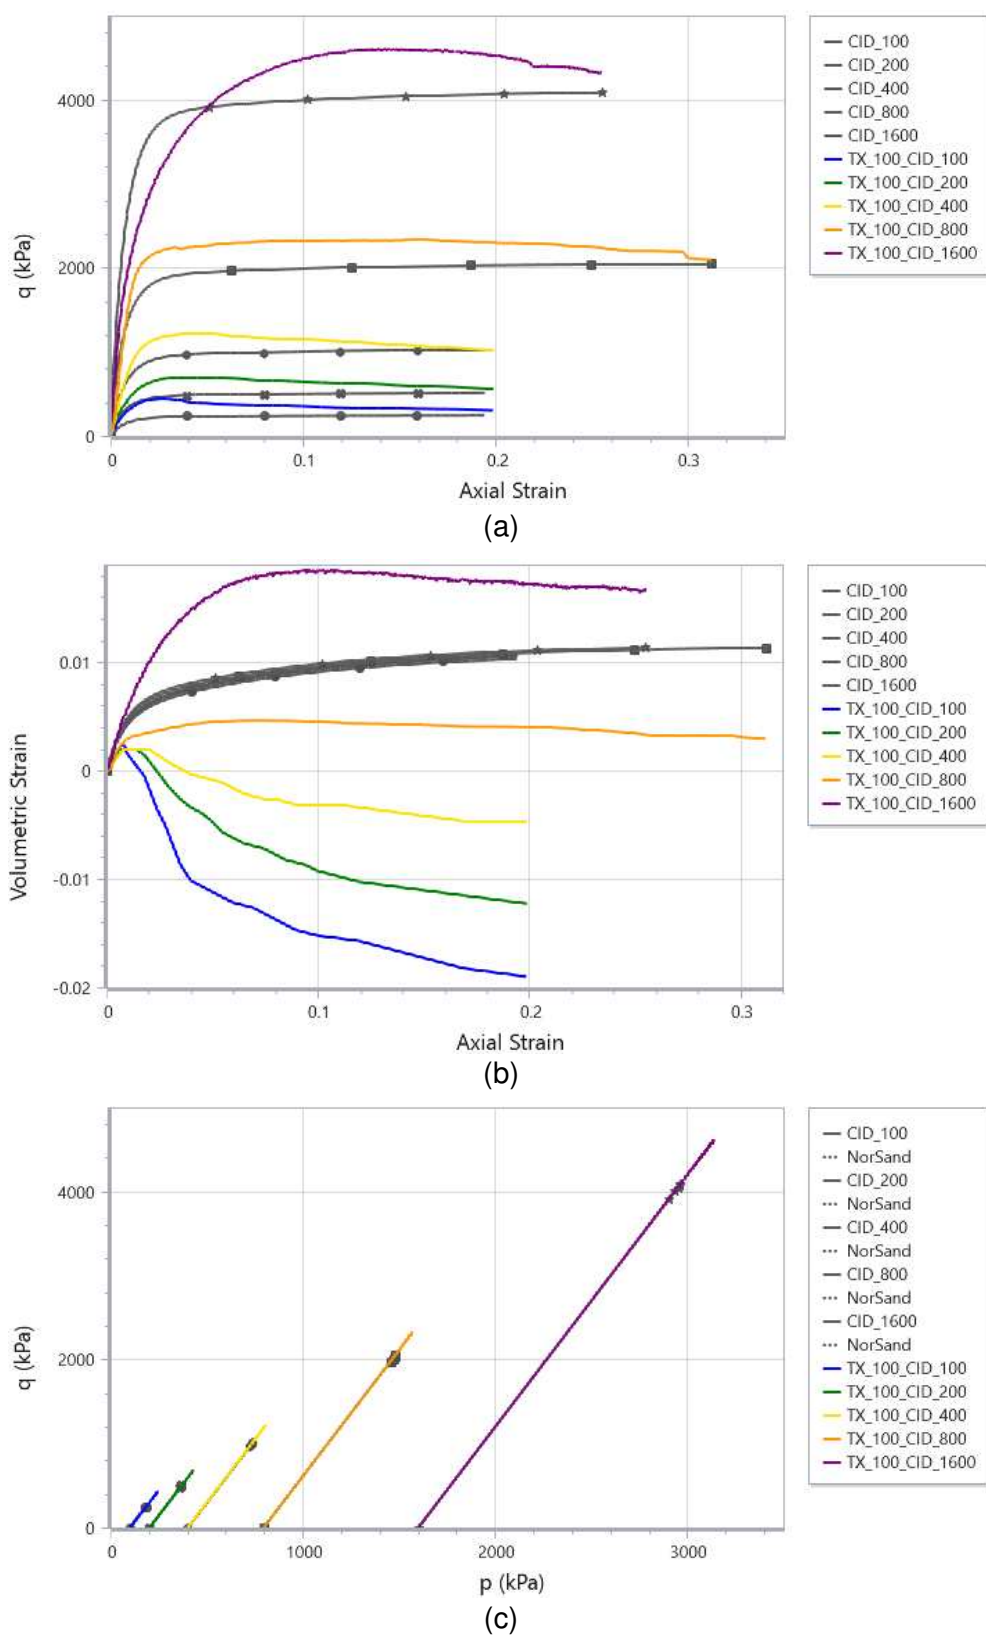 4000
2000
0
q (kPa)
0
0.1
0.2
0.3
Axial Strain
CID_100
CID_200
CID_400
CID_800
CID_1600
TX_100_CID_100
TX_100_CID_200
TX_100_CID_400
TX_100_CID_800
TX_100_CID_1600
(a)
0.01
0
-0.01
-0.02
Volumetric Strain
0
0.1
0.2
0.3
Axial Strain
CID_100
CID_200
CID_400
CID_800
CID_1600
TX_100_CID_100
TX_100_CID_200
TX_100_CID_400
TX_100_CID_800
TX_100_CID_1600
(b)
4000
2000
0
q (kPa)
0
1000
2000
3000
p (kPa)
CID_100
NorSand
CID_200
NorSand
CID_400
NorSand
CID_800
NorSand
CID_1600
NorSand
TX_100_CID_100
TX_100_CID_200
TX_100_CID_400
TX_100_CID_800
TX_100_CID_1600
(c)